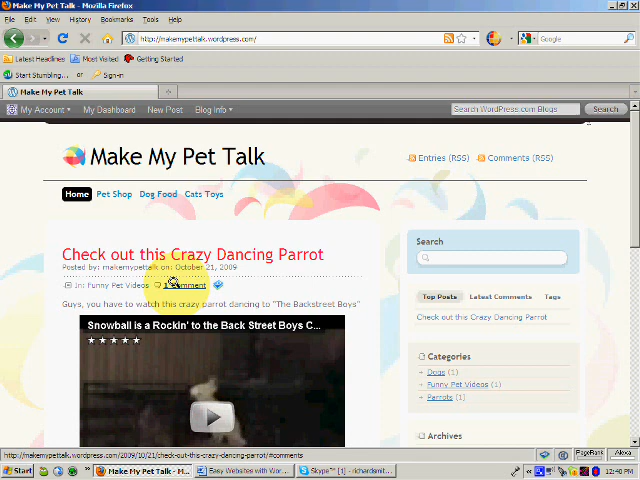 Make My Pet Talk - Mozilla Firefox
File Edit View History Bookmarks Tools Help
http://makempettalk.wordpress.com/
Google
Latest Headlines Most Visited Getting Started
Start Stumbling... Sign-in
Make My Pet Talk
My Account My Dashboard New Post Blog Info Search WordPress.com Blogs Search
Make My Pet Talk
Entries (RSS) Comments (RSS)
Home Pet Shop Dog Food Cats Toys
Check out this Crazy Dancing Parrot
Posted by: makemypettalk on: October 21, 2009
In: Funny Pet Videos 1 Comment
Guys, you have to watch this crazy parrot dancing to "The Backstreet Boys"
Snowball is a Rockin' to the Back Street Boys C...
Search
Top Posts Latest Comments Tags
Check out this Crazy Dancing Parrot
Categories
Dogs (1)
Funny Pet Videos (1)
Parrots (1)
Archives
http://makemypettalk.wordpress.com/2009/10/21/check-out-this-crazy-dancing-parrot/#comments
PageRank Alexa
Start Make My Pet Talk - M... Easy Websites with Wor... Skype™ [1] - richardsmit... 12:40 PM